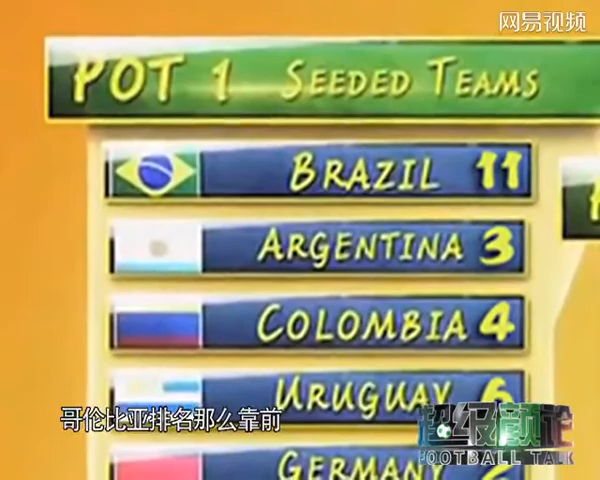 网易视频
POT 1 SEEDED TEAMS
BRAZIL 11
ARGENTINA 3
COLOMBIA 4
URUGUAY 6
哥伦比亚排名那么靠前
超级颜论
FOOTBALL TALK
GERMANY